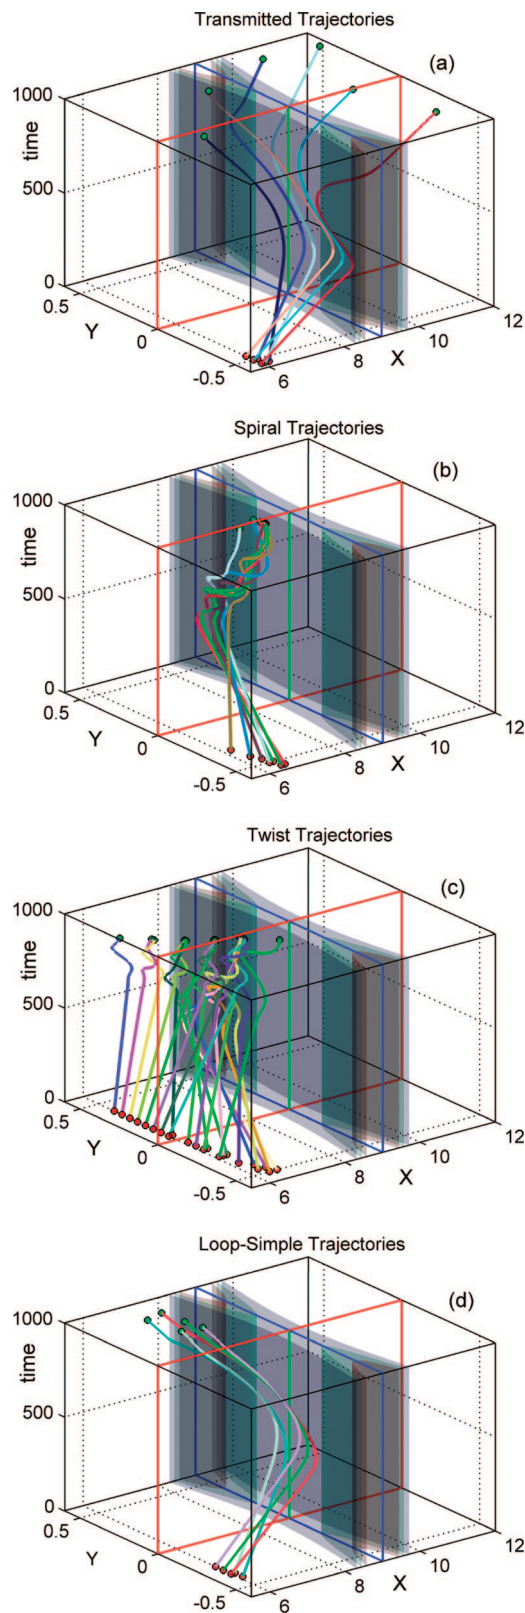 Transmitted Trajectories
(a)
1000
500
0
time
0.5
0
-0.5
Y
6
8
10
12
X
Spiral Trajectories
(b)
1000
500
0
time
0.5
0
-0.5
Y
6
8
10
12
X
Twist Trajectories
(c)
1000
500
0
time
0.5
0
-0.5
Y
6
8
10
12
X
Loop-Simple Trajectories
(d)
1000
500
0
time
0.5
0
-0.5
Y
6
8
10
12
X